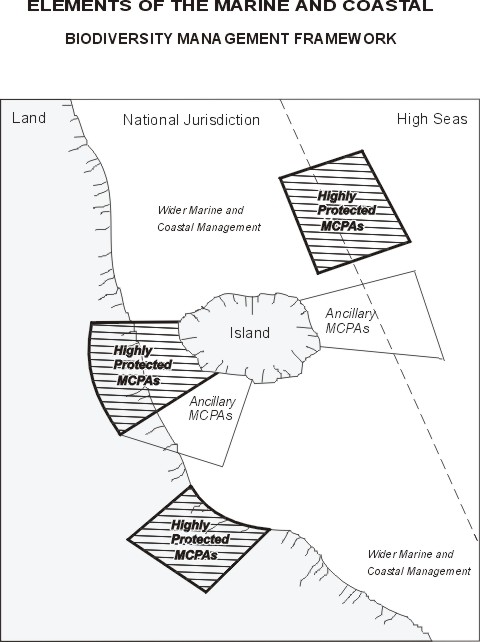 ELEMENTS OF THE MARINE AND COASTAL
BIODIVERSITY MANAGEMENT FRAMEWORK
Land
National Jurisdiction
High Seas
Highly
Protected
MCPAs
Wider Marine and
Coastal Management
Ancillary
MCPAs
Island
Highly
Protected
MCPAs
Ancillary
MCPAs
Highly
Protected
MCPAs
Wider Marine and
Coastal Management